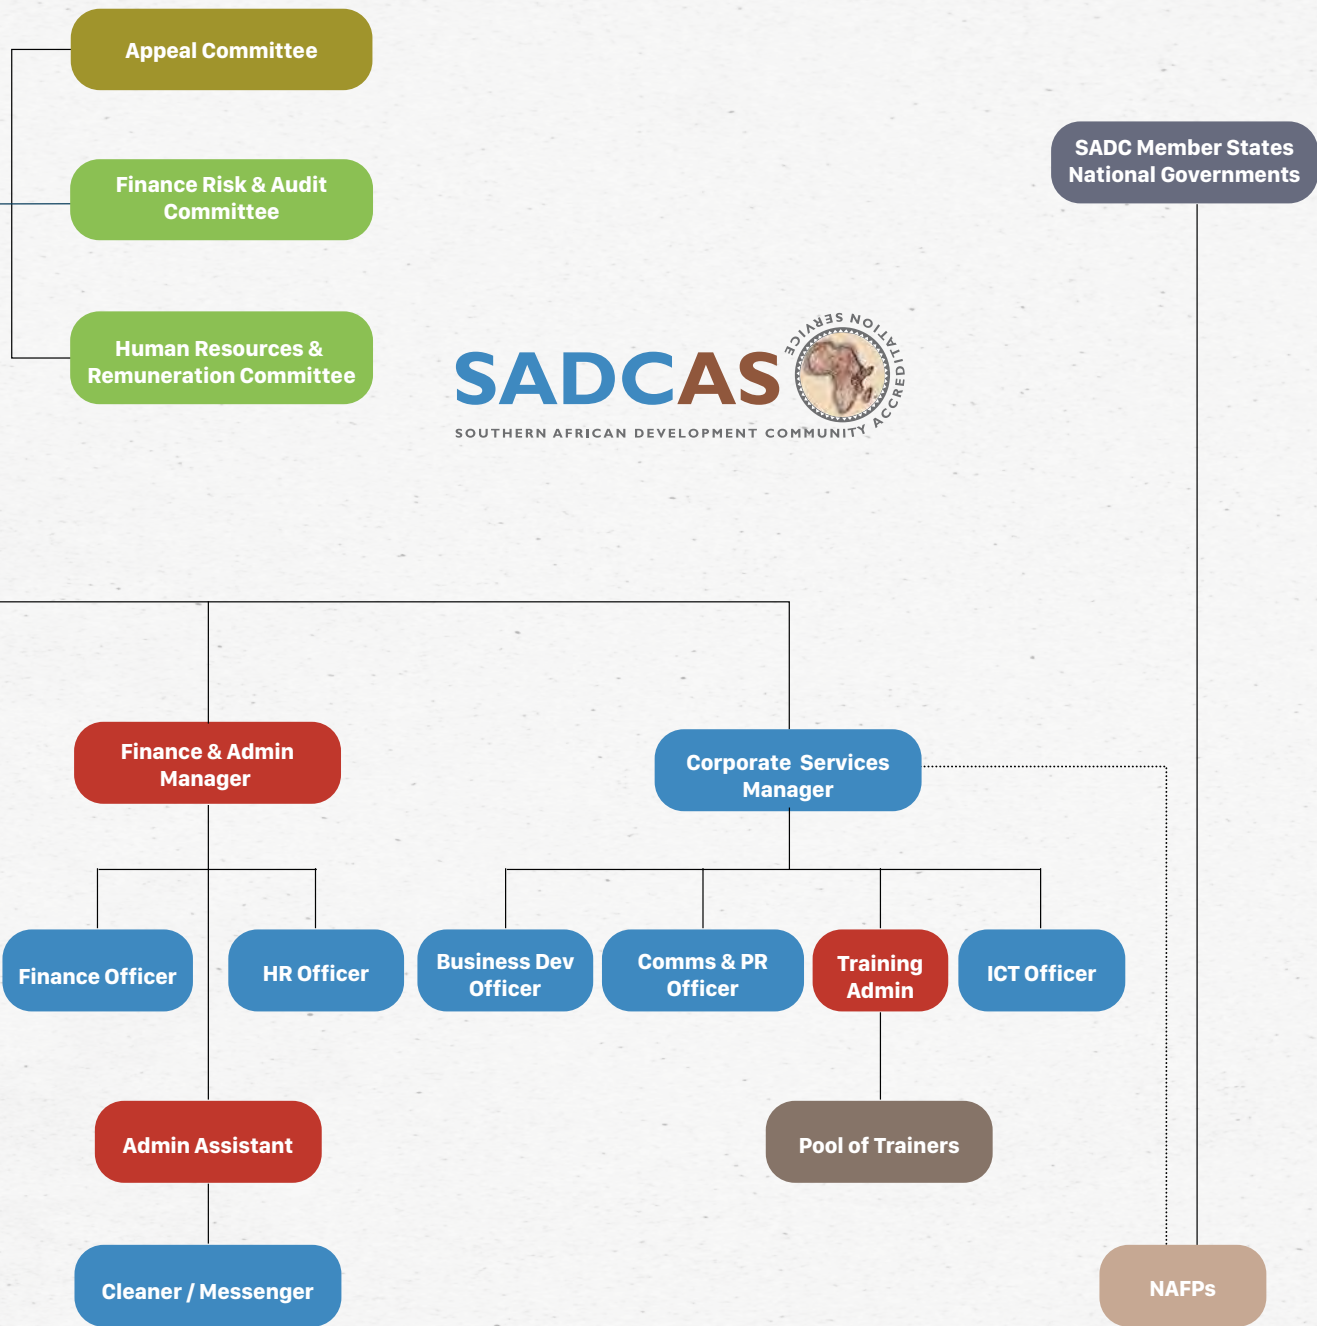 Appeal Committee
SADC Member States
National Governments
Finance Risk & Audit
Committee
Human Resources &
Remuneration Committee
SADCAS
SOUTHERN AFRICAN DEVELOPMENT COMMUNITY ACCREDITATION SERVICE
Finance & Admin
Manager
Corporate Services
Manager
Finance Officer
HR Officer
Business Dev
Officer
Comms & PR
Officer
Training
Admin
ICT Officer
Admin Assistant
Pool of Trainers
Cleaner / Messenger
NAFPs